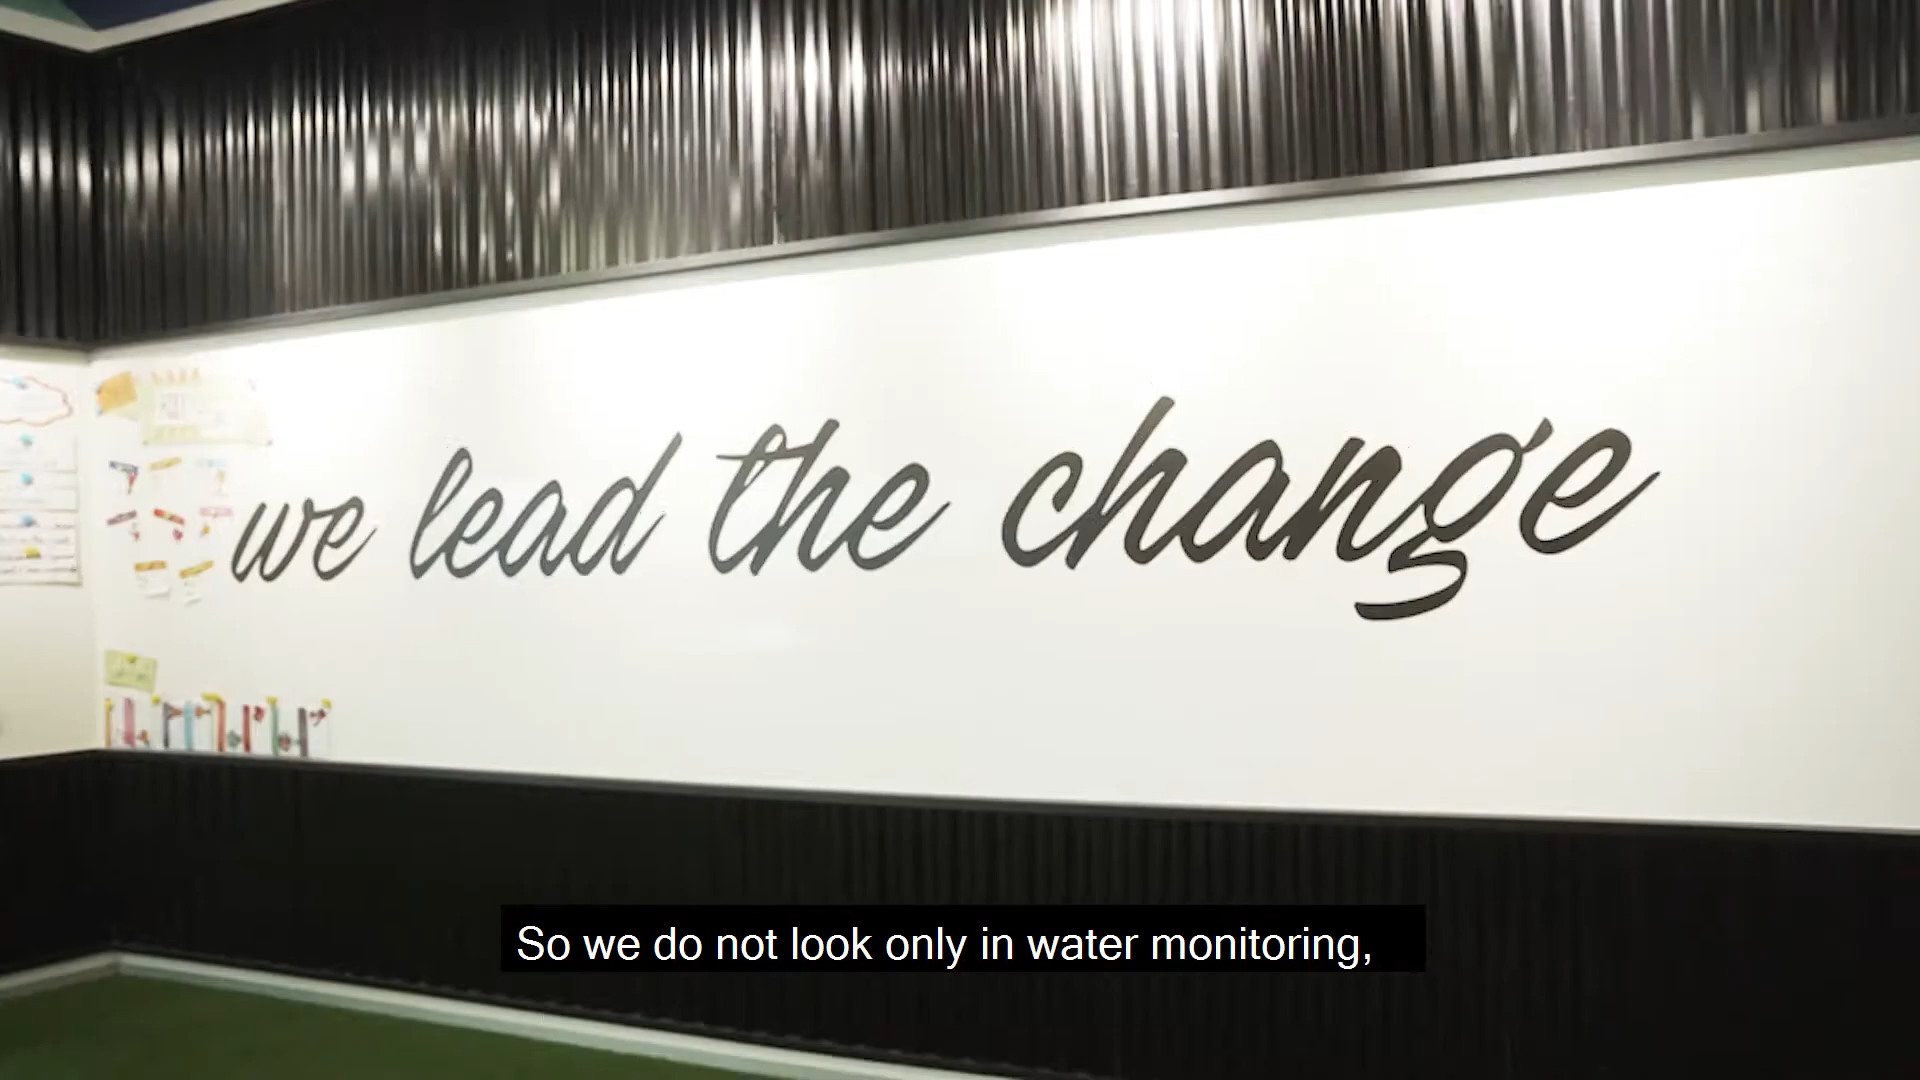 we lead the change
So we do not look only in water monitoring,